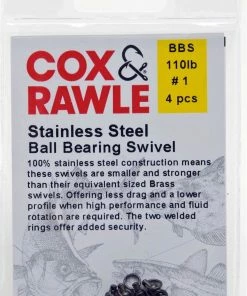 COX &
RAWLE
BBS
110lb
# 1
4 pcs
Stainless Steel
Ball Bearing Swivel
100% stainless steel construction means
these swivels are smaller and stronger
than their equivalent sized Brass
swivels. Offering less drag and a lower
profile when high performance and fluid
rotation are required. The two welded
rings offer added security.